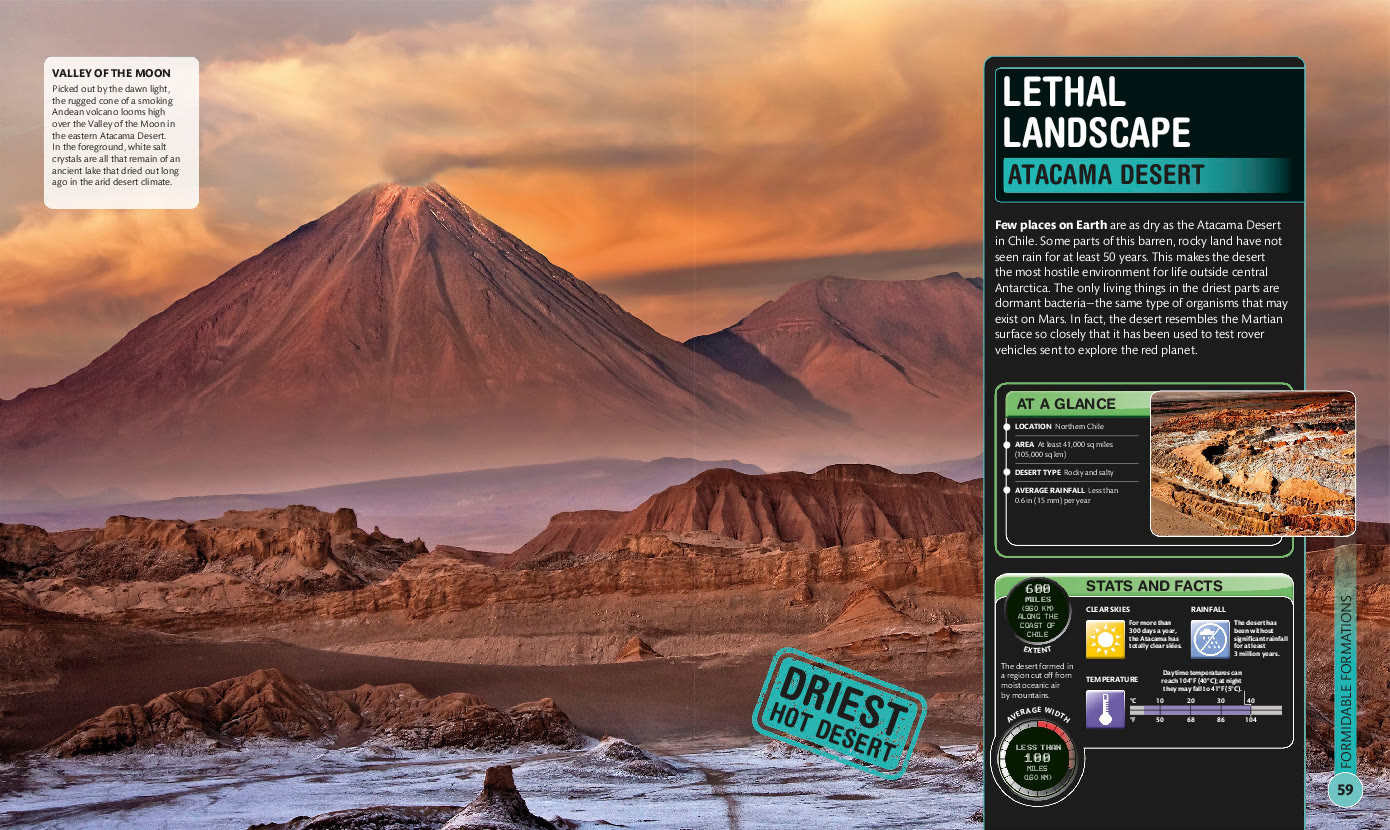 VALLEY OF THE MOON
Picked out by the dawn light,
the rugged cone of a smoking
Andean volcano looms high
over the Valley of the Moon in
the eastern Atacama Desert.
In the foreground, white salt
crystals are all that remain of an
ancient lake that dried out long
ago in the arid desert climate.
LETHAL
LANDSCAPE
ATACAMA DESERT
Few places on Earth are as dry as the Atacama Desert
in Chile. Some parts of this barren, rocky land have not
seen rain for at least 50 years. This makes the desert
the most hostile environment for life outside central
Antarctica. The only living things in the driest parts are
dormant bacteria—the same type of organisms that may
exist on Mars. In fact, the desert resembles the Martian
surface so closely that it has been used to test rover
vehicles sent to explore the red planet.
AT A GLANCE
LOCATION Northern Chile
AREA At least 41,000 sq miles
(105,000 sq km)
DESERT TYPE Rocky and salty
AVERAGE RAINFALL Less than
0.6 in (15 mm) per year
STATS AND FACTS
600
MILES
(960 KM)
ALONG THE
COAST OF
CHILE
EXTENT
The desert formed in
a region cut off from
moist oceanic air
by mountains.
AVERAGE WIDTH
LESS THAN
100
MILES
(160 KM)
CLEAR SKIES
For more than
300 days a year,
the Atacama has
totally clear skies.
RAINFALL
The desert has
been without
significant rainfall
for at least
3 million years.
TEMPERATURE
Daytime temperatures can
reach 104°F (40°C); at night
they may fall to 41°F (5°C).
°C 10 20 30 40
°F 50 68 86 104
DRIEST
HOT DESERT
FORMIDABLE FORMATIONS
59